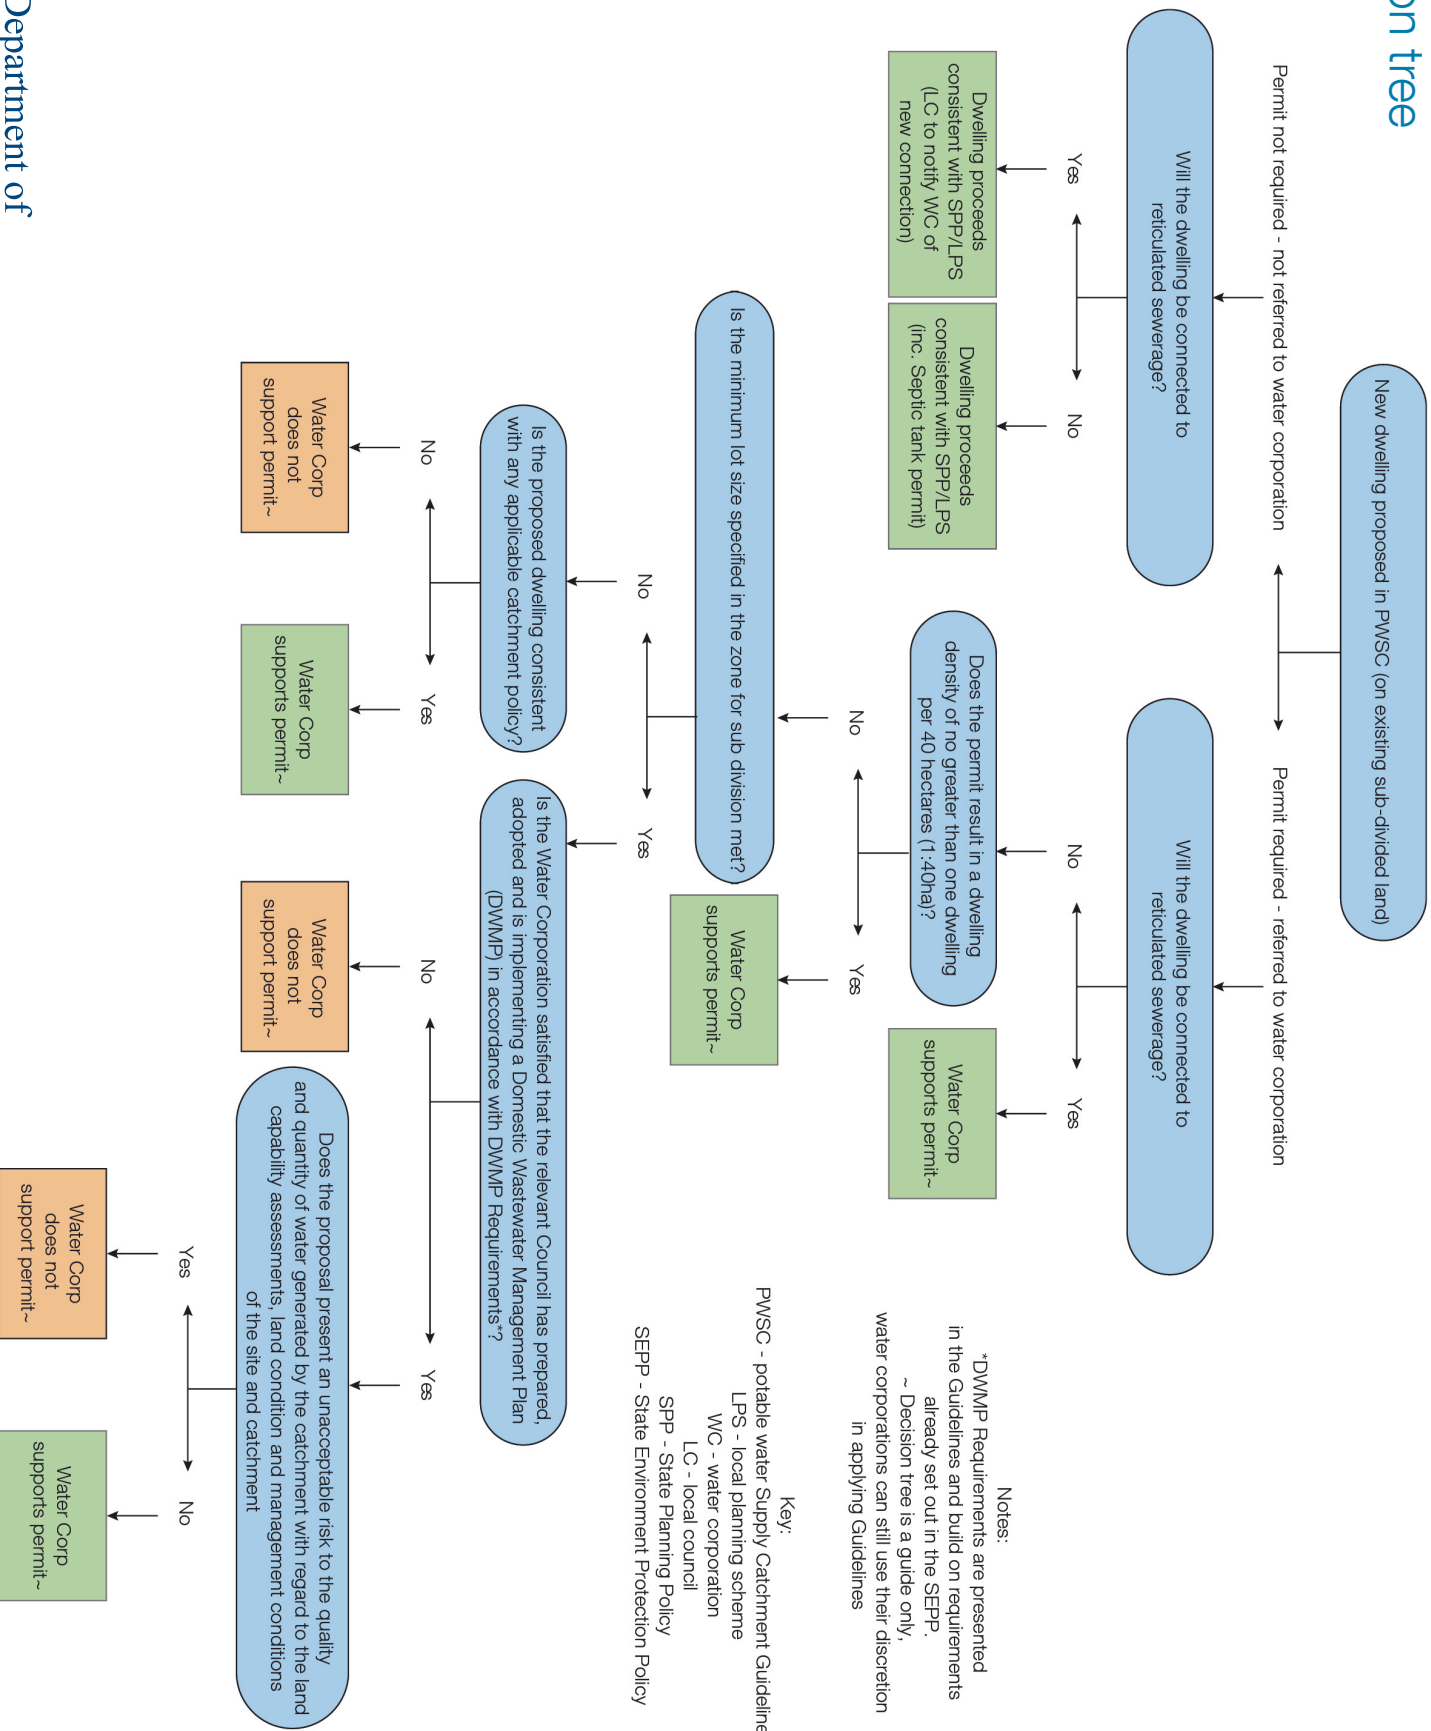 on tree
New dwelling proposed in PWSC (on existing sub-divided land)
Permit not required - not referred to water corporation
Permit required - referred to water corporation
Will the dwelling be connected to
reticulated sewerage?
Will the dwelling be connected to
reticulated sewerage?
Yes
No
No
Yes
Dwelling proceeds
consistent with SPP/LPS
(LC to notify WC of
new connection)
Dwelling proceeds
consistent with SPP/LPS
(inc. Septic tank permit)
Does the permit result in a dwelling
density of no greater than one dwelling
per 40 hectares (1:40ha)?
Water Corp
supports permit~
No
Yes
Is the minimum lot size specified in the zone for sub division met?
Water Corp
supports permit~
No
Yes
Is the proposed dwelling consistent
with any applicable catchment policy?
Is the Water Corporation satisfied that the relevant Council has prepared,
adopted and is implementing a Domestic Wastewater Management Plan
(DWMP) in accordance with DWMP Requirements*?
No
Yes
No
Yes
Water Corp
does not
support permit~
Water Corp
supports permit~
Water Corp
does not
support permit~
Does the proposal present an unacceptable risk to the quality
and quantity of water generated by the catchment with regard to the land
capability assessments, land condition and management conditions
of the site and catchment
Yes
No
Water Corp
does not
support permit~
Water Corp
supports permit~
Notes:
*DWMP Requirements are presented
in the Guidelines and build on requirements
already set out in the SEPP.
~ Decision tree is a guide only,
water corporations can still use their discretion
in applying Guidelines
Key:
PWSC - potable water Supply Catchment Guideline
LPS - local planning scheme
WC - water corporation
LC - local council
SPP - State Planning Policy
SEPP - State Environment Protection Policy
Department of